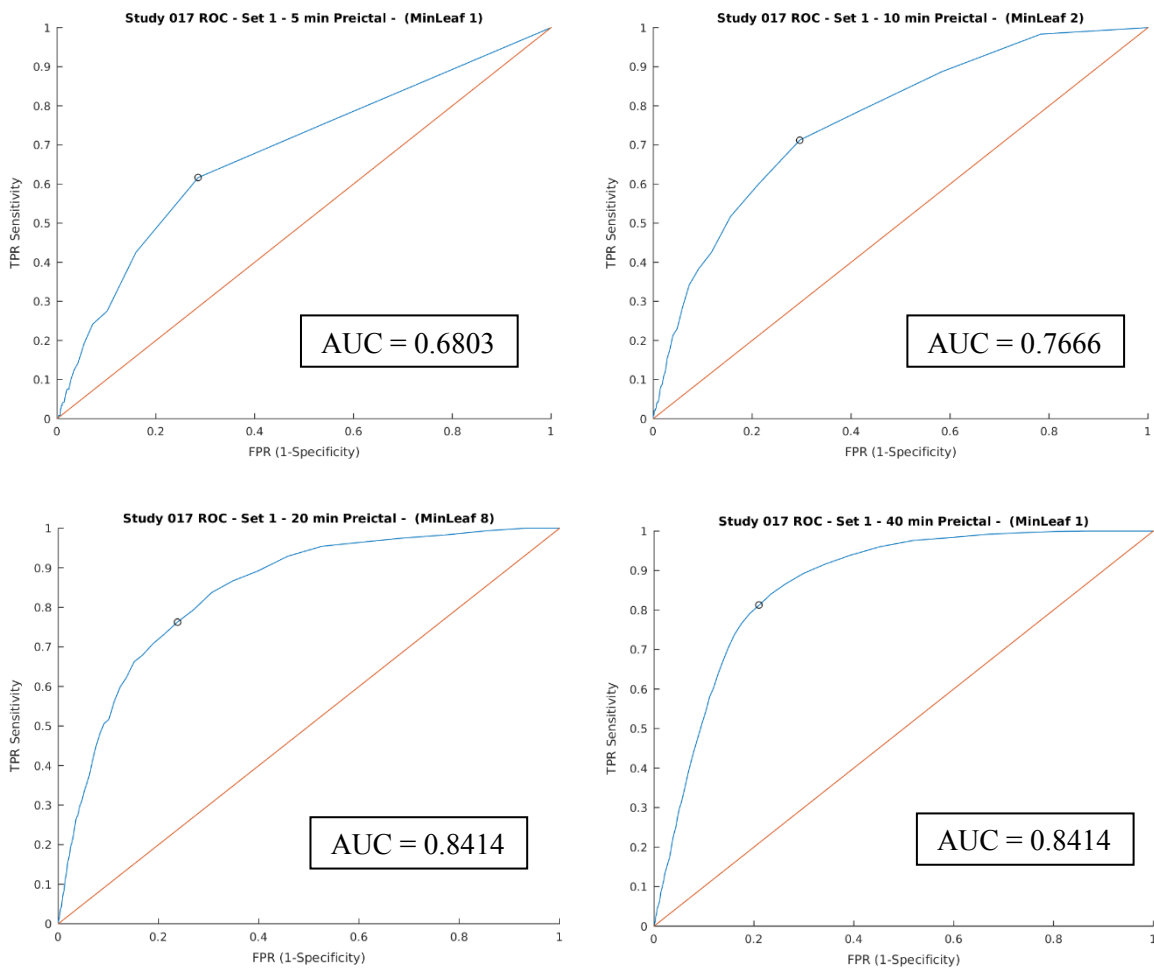 Study 017 ROC - Set 1 - 5 min Preictal - (MinLeaf 1)
1
0.9
0.8
0.7
0.6
0.5
0.4
0.3
0.2
0.1
0
TPR Sensitivity
AUC = 0.6803
0 0.2 0.4 0.6 0.8 1
FPR (1-Specificity)
Study 017 ROC - Set 1 - 10 min Preictal - (MinLeaf 2)
1
0.9
0.8
0.7
0.6
0.5
0.4
0.3
0.2
0.1
0
TPR Sensitivity
AUC = 0.7666
0 0.2 0.4 0.6 0.8 1
FPR (1-Specificity)
Study 017 ROC - Set 1 - 20 min Preictal - (MinLeaf 8)
1
0.9
0.8
0.7
0.6
0.5
0.4
0.3
0.2
0.1
0
TPR Sensitivity
AUC = 0.8414
0 0.2 0.4 0.6 0.8 1
FPR (1-Specificity)
Study 017 ROC - Set 1 - 40 min Preictal - (MinLeaf 1)
1
0.9
0.8
0.7
0.6
0.5
0.4
0.3
0.2
0.1
0
TPR Sensitivity
AUC = 0.8414
0 0.2 0.4 0.6 0.8 1
FPR (1-Specificity)